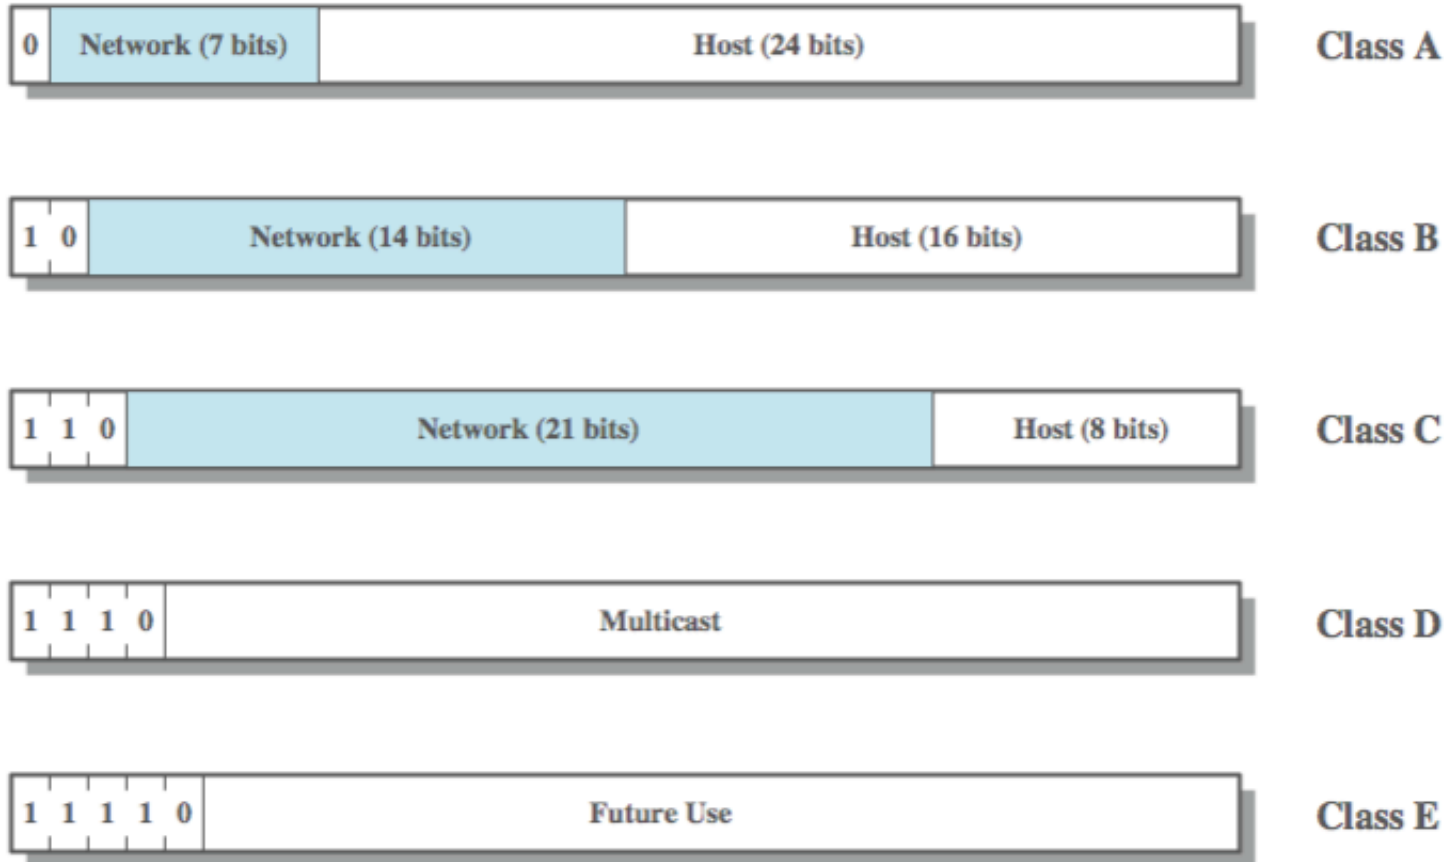 0 Network (7 bits) Host (24 bits) Class A
1 0 Network (14 bits) Host (16 bits) Class B
1 1 0 Network (21 bits) Host (8 bits) Class C
1 1 1 0 Multicast Class D
1 1 1 1 0 Future Use Class E